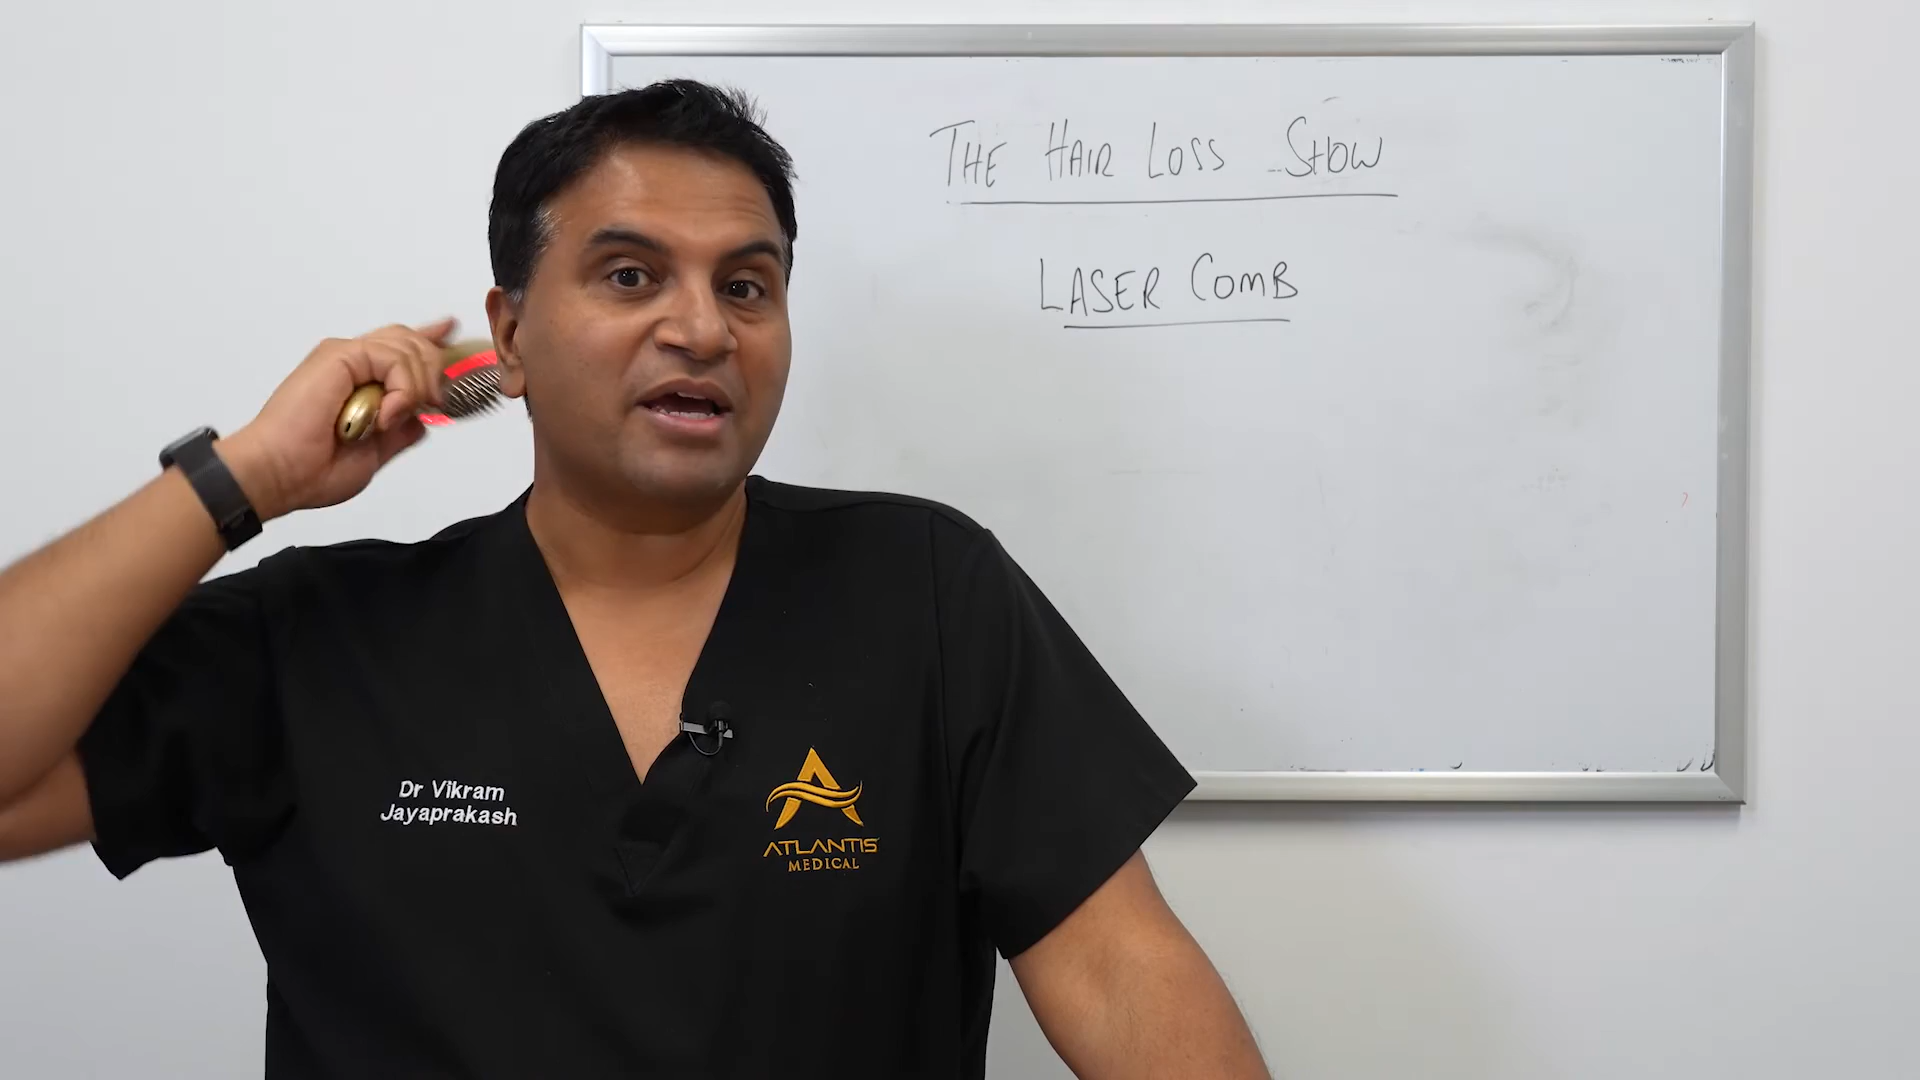 THE HAIR LOSS SHOW
LASER COMB
Dr Vikram
Jayaprakash
ATLANTIS
MEDICAL